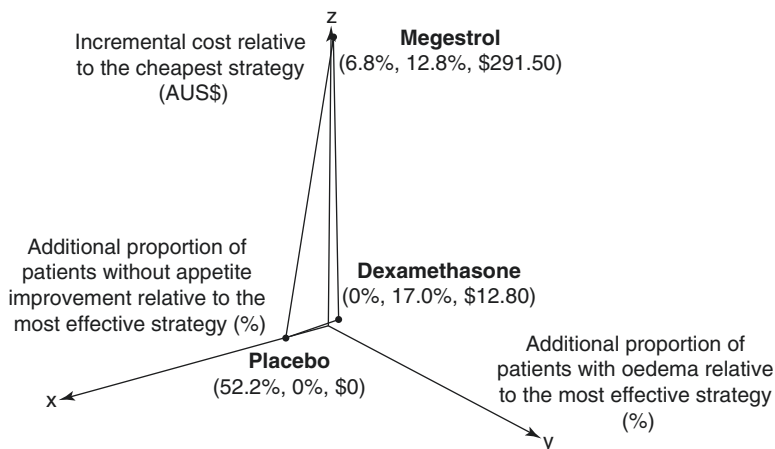 z
Incremental cost relative
to the cheapest strategy
(AUS$)
Megestrol
(6.8%, 12.8%, $291.50)
Additional proportion of
patients without appetite
improvement relative to the
most effective strategy (%)
Dexamethasone
(0%, 17.0%, $12.80)
Placebo
(52.2%, 0%, $0)
Additional proportion of
patients with oedema relative
to the most effective strategy
(%)
x
y